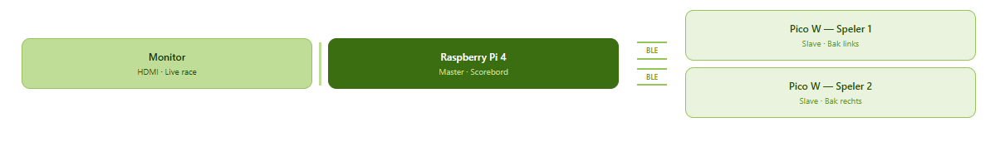 Monitor
HDMI · Live race
Raspberry Pi 4
Master · Scorebord
BLE
BLE
Pico W — Speler 1
Slave · Bak links
Pico W — Speler 2
Slave · Bak rechts